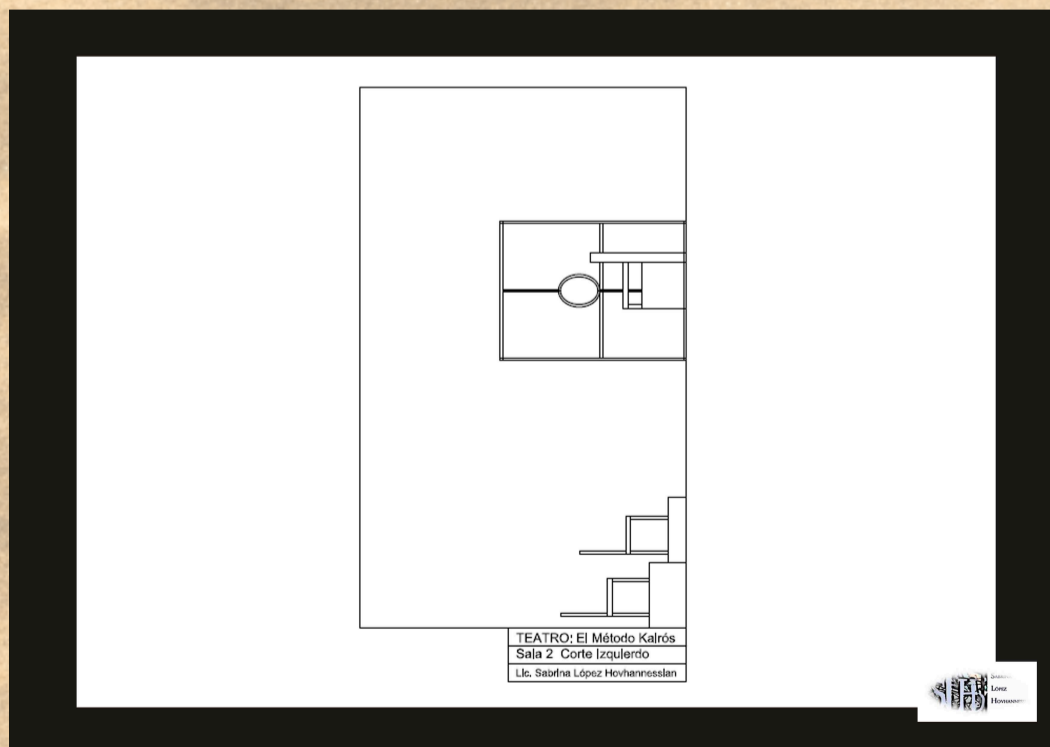 TEATRO: El Método Kairós
Sala 2 Corte Izquierdo
Lic. Sabrina López Hovhannessian
López